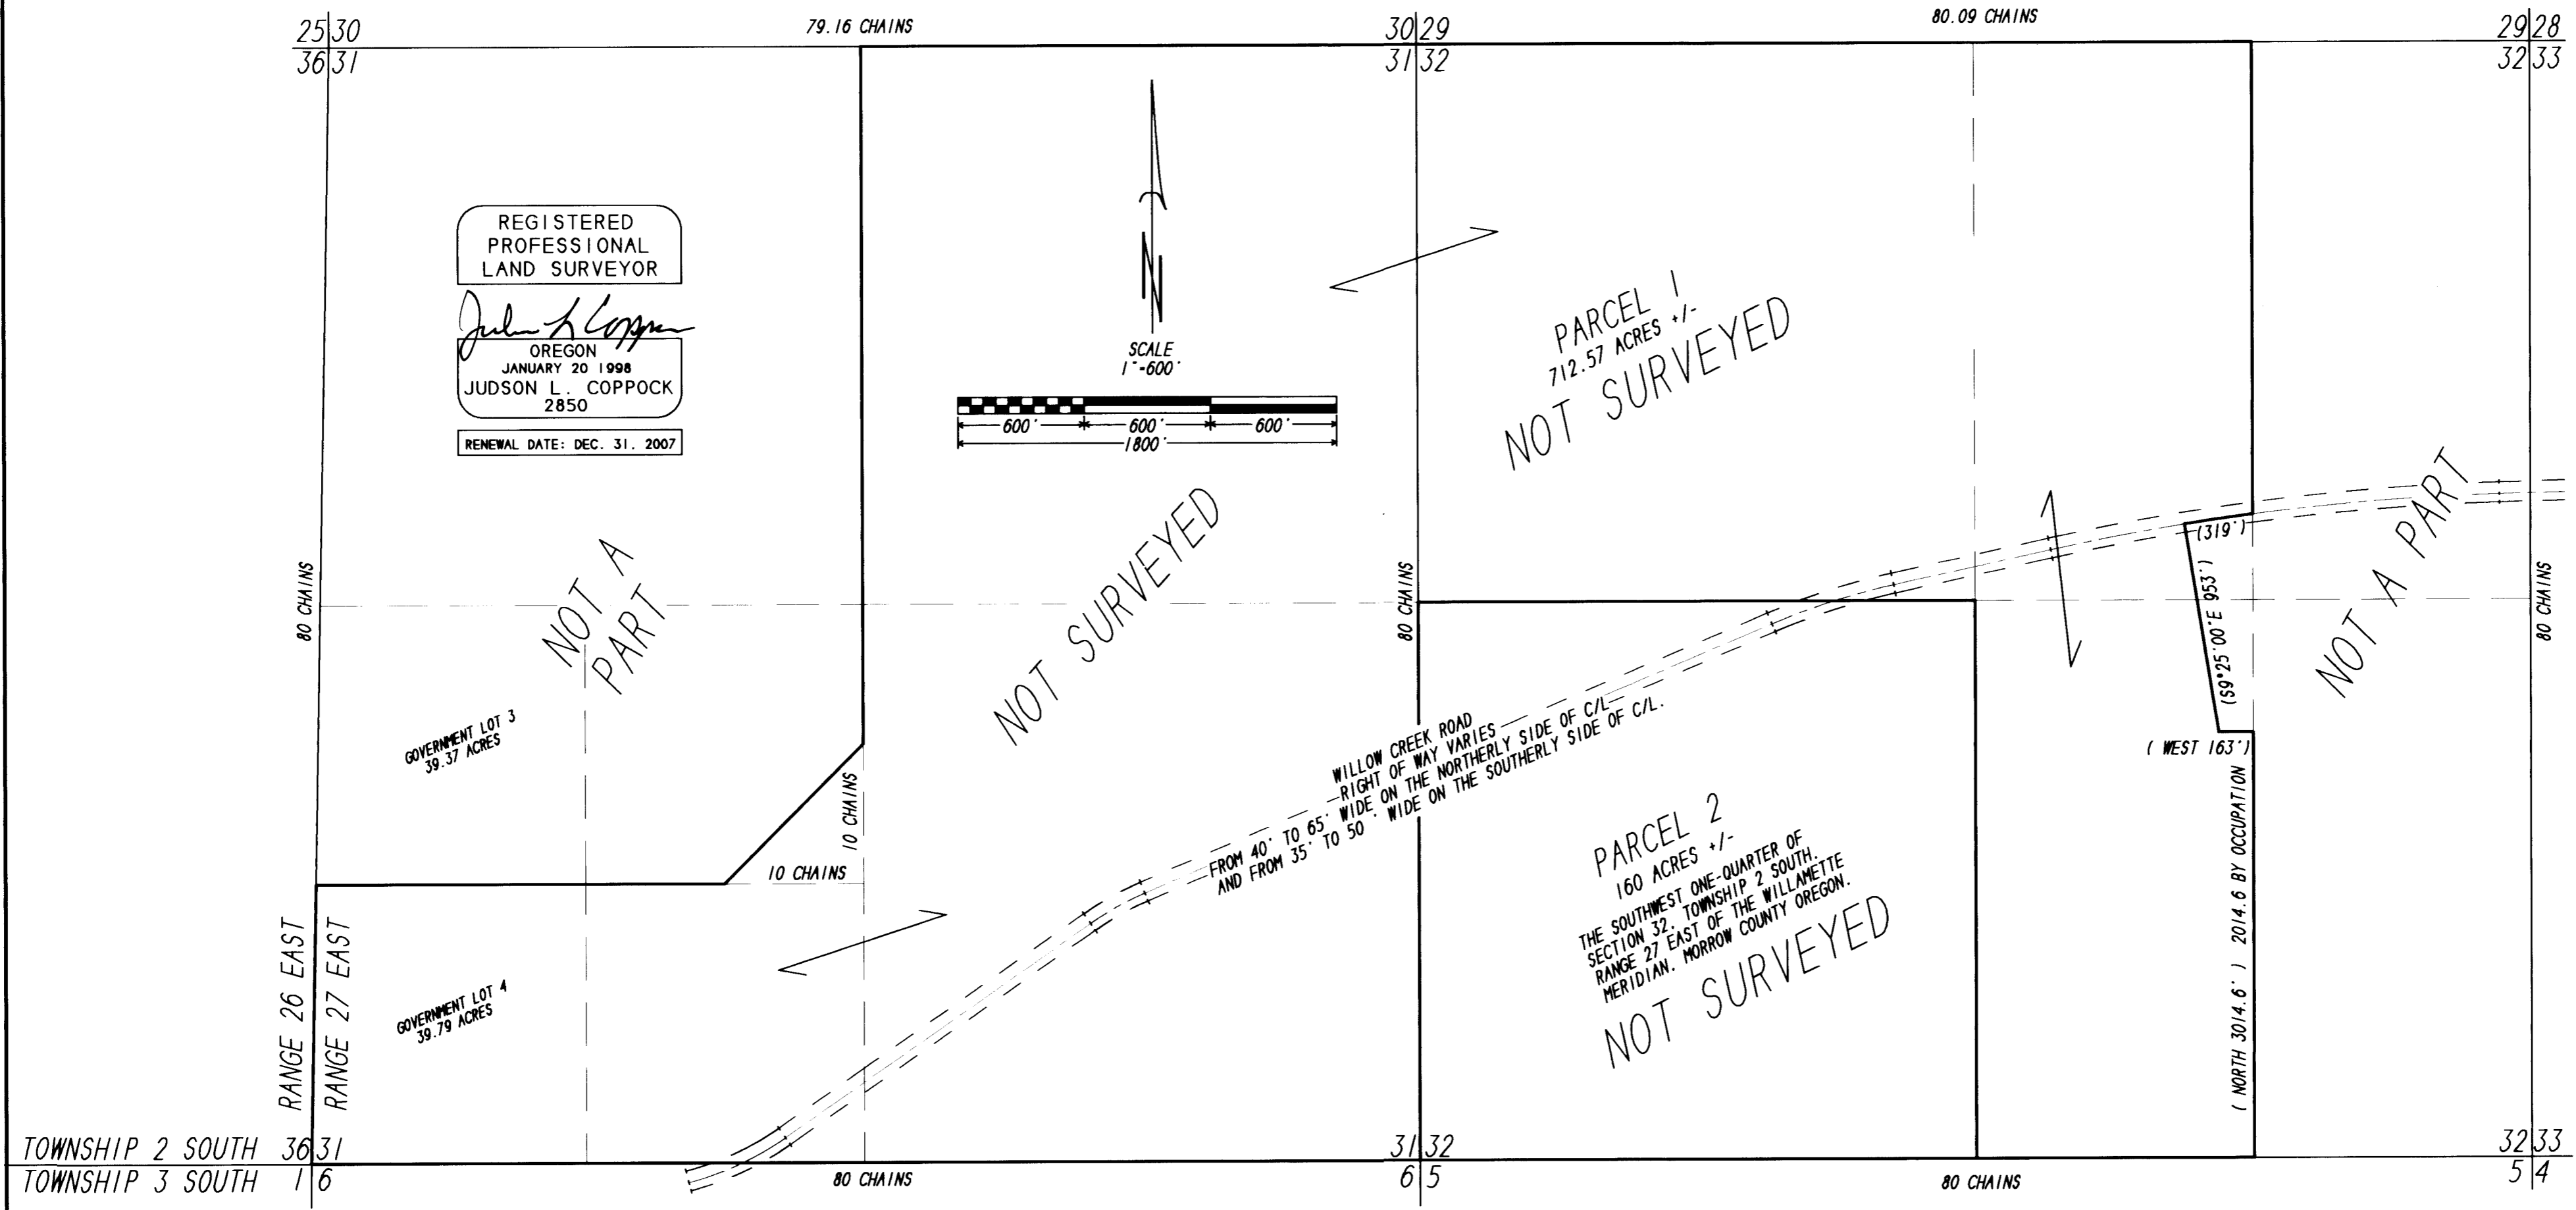 79.16 CHAINS
80.09 CHAINS
25 30
36 31
30 29
31 32
29 28
32 33
REGISTERED
PROFESSIONAL
LAND SURVEYOR
OREGON
JANUARY 20 1998
JUDSON L. COPPOCK
2850
RENEWAL DATE: DEC. 31, 2007
N
SCALE
1"-600'
600' 600' 600'
1800'
PARCEL 1
712.57 ACRES +/-
NOT SURVEYED
NOT A
PART
NOT SURVEYED
NOT A PART
80 CHAINS
80 CHAINS
80 CHAINS
(319')
(S9°25'00"E 953')
( WEST 163')
( NORTH 3014.6' ) 2014.6 BY OCCUPATION
GOVERNMENT LOT 3
39.37 ACRES
10 CHAINS
10 CHAINS
WILLOW CREEK ROAD
RIGHT OF WAY VARIES
FROM 40' TO 65' WIDE ON THE NORTHERLY SIDE OF C/L
AND FROM 35' TO 50' WIDE ON THE SOUTHERLY SIDE OF C/L.
PARCEL 2
160 ACRES +/-
THE SOUTHWEST ONE-QUARTER OF
SECTION 32, TOWNSHIP 2 SOUTH,
RANGE 27 EAST OF THE WILLAMETTE
MERIDIAN, MORROW COUNTY OREGON.
NOT SURVEYED
GOVERNMENT LOT 4
39.79 ACRES
RANGE 26 EAST
RANGE 27 EAST
TOWNSHIP 2 SOUTH 36 31
TOWNSHIP 3 SOUTH 1 6
80 CHAINS
31 32
6 5
80 CHAINS
32 33
5 4